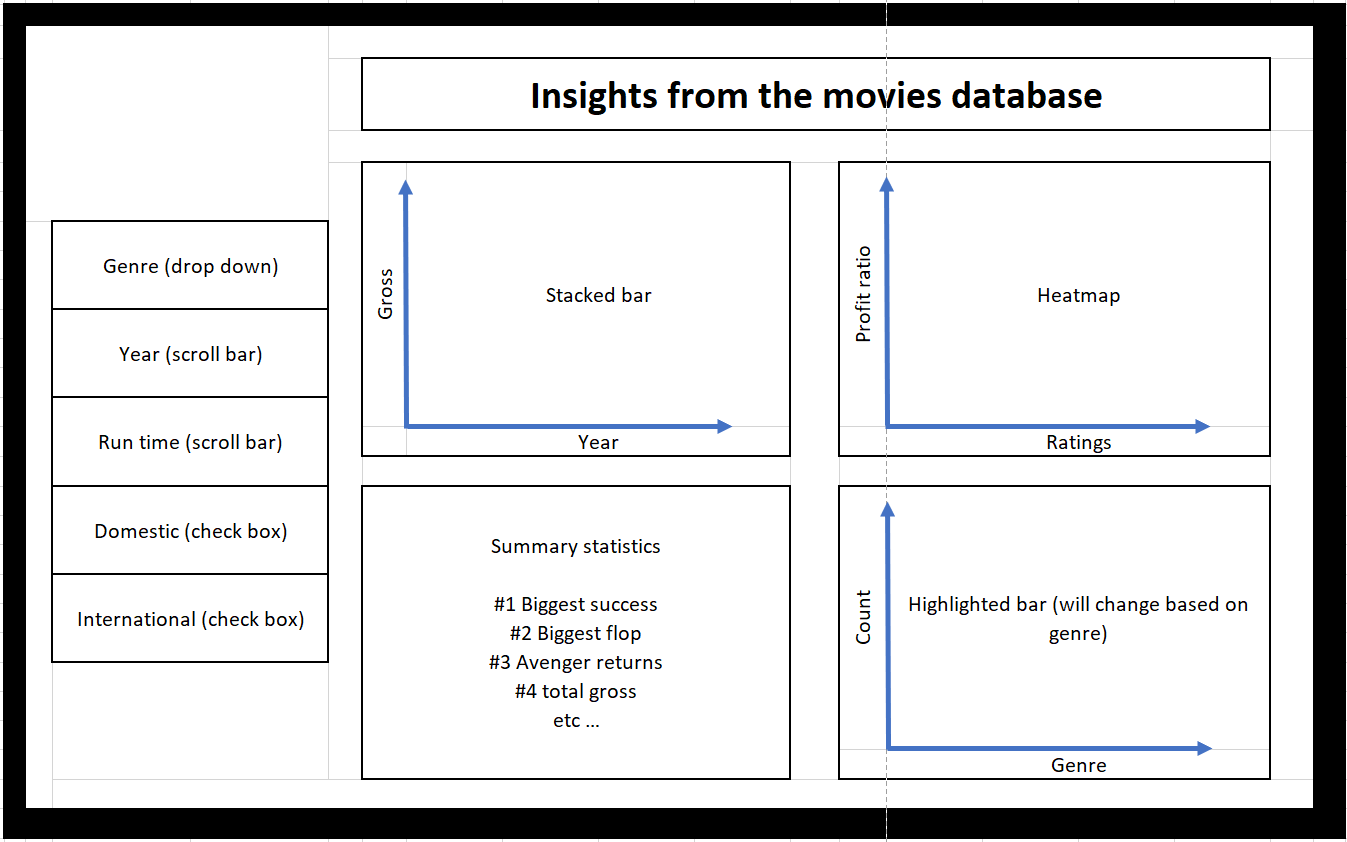 Insights from the movies database
Genre (drop down)
Year (scroll bar)
Run time (scroll bar)
Domestic (check box)
International (check box)
Gross
Stacked bar
Year
Profit ratio
Heatmap
Ratings
Summary statistics
#1 Biggest success
#2 Biggest flop
#3 Avenger returns
#4 total gross
etc ...
Count
Highlighted bar (will change based on
genre)
Genre